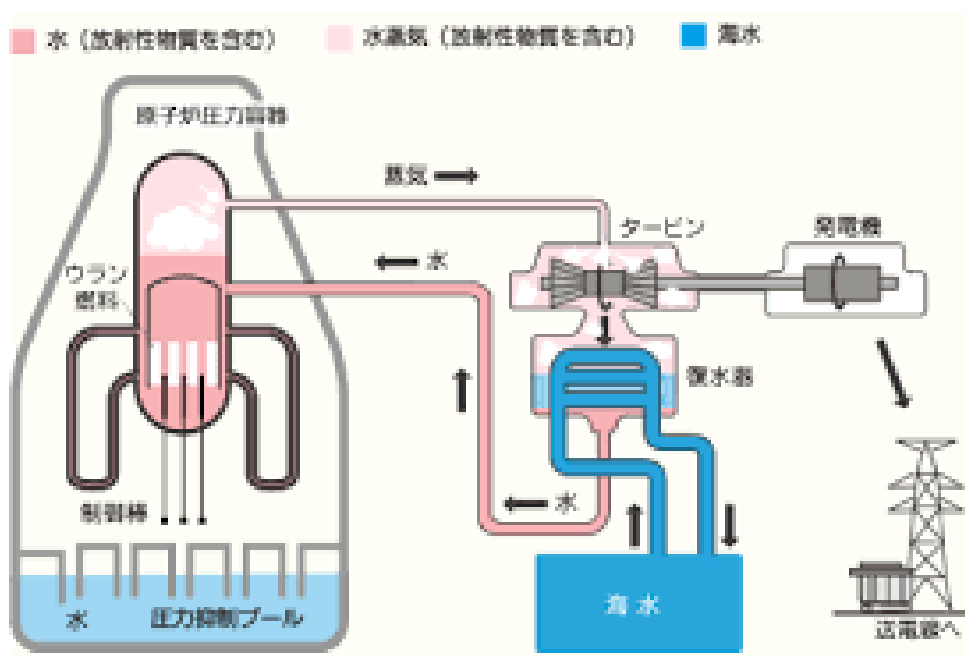 水（放射性物質を含む）
水蒸気（放射性物質を含む）
海水
原子炉圧力容器
蒸気
タービン
発電機
水
ウラン
燃料
復水器
制御棒
水
海水
水
圧力抑制プール
送電線へ